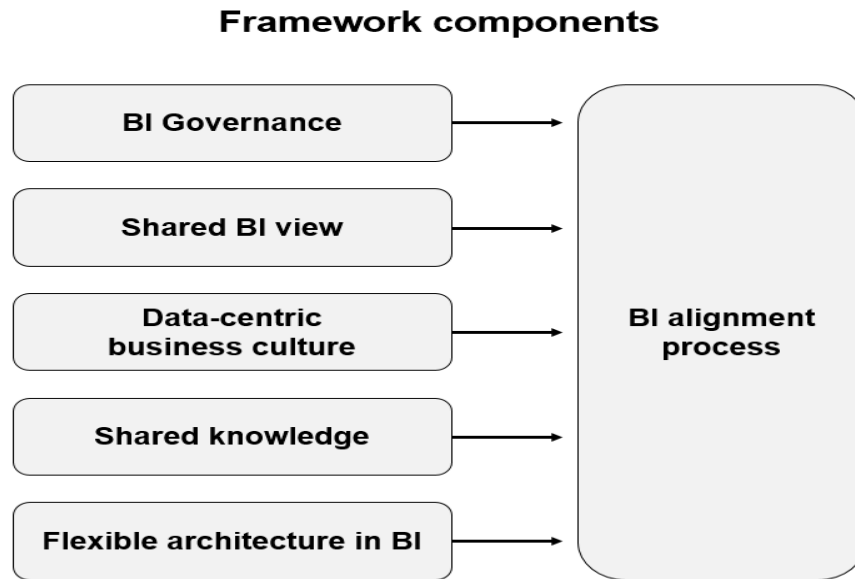 Framework components
BI Governance
Shared BI view
Data-centric
business culture
Shared knowledge
Flexible architecture in BI
BI alignment
process